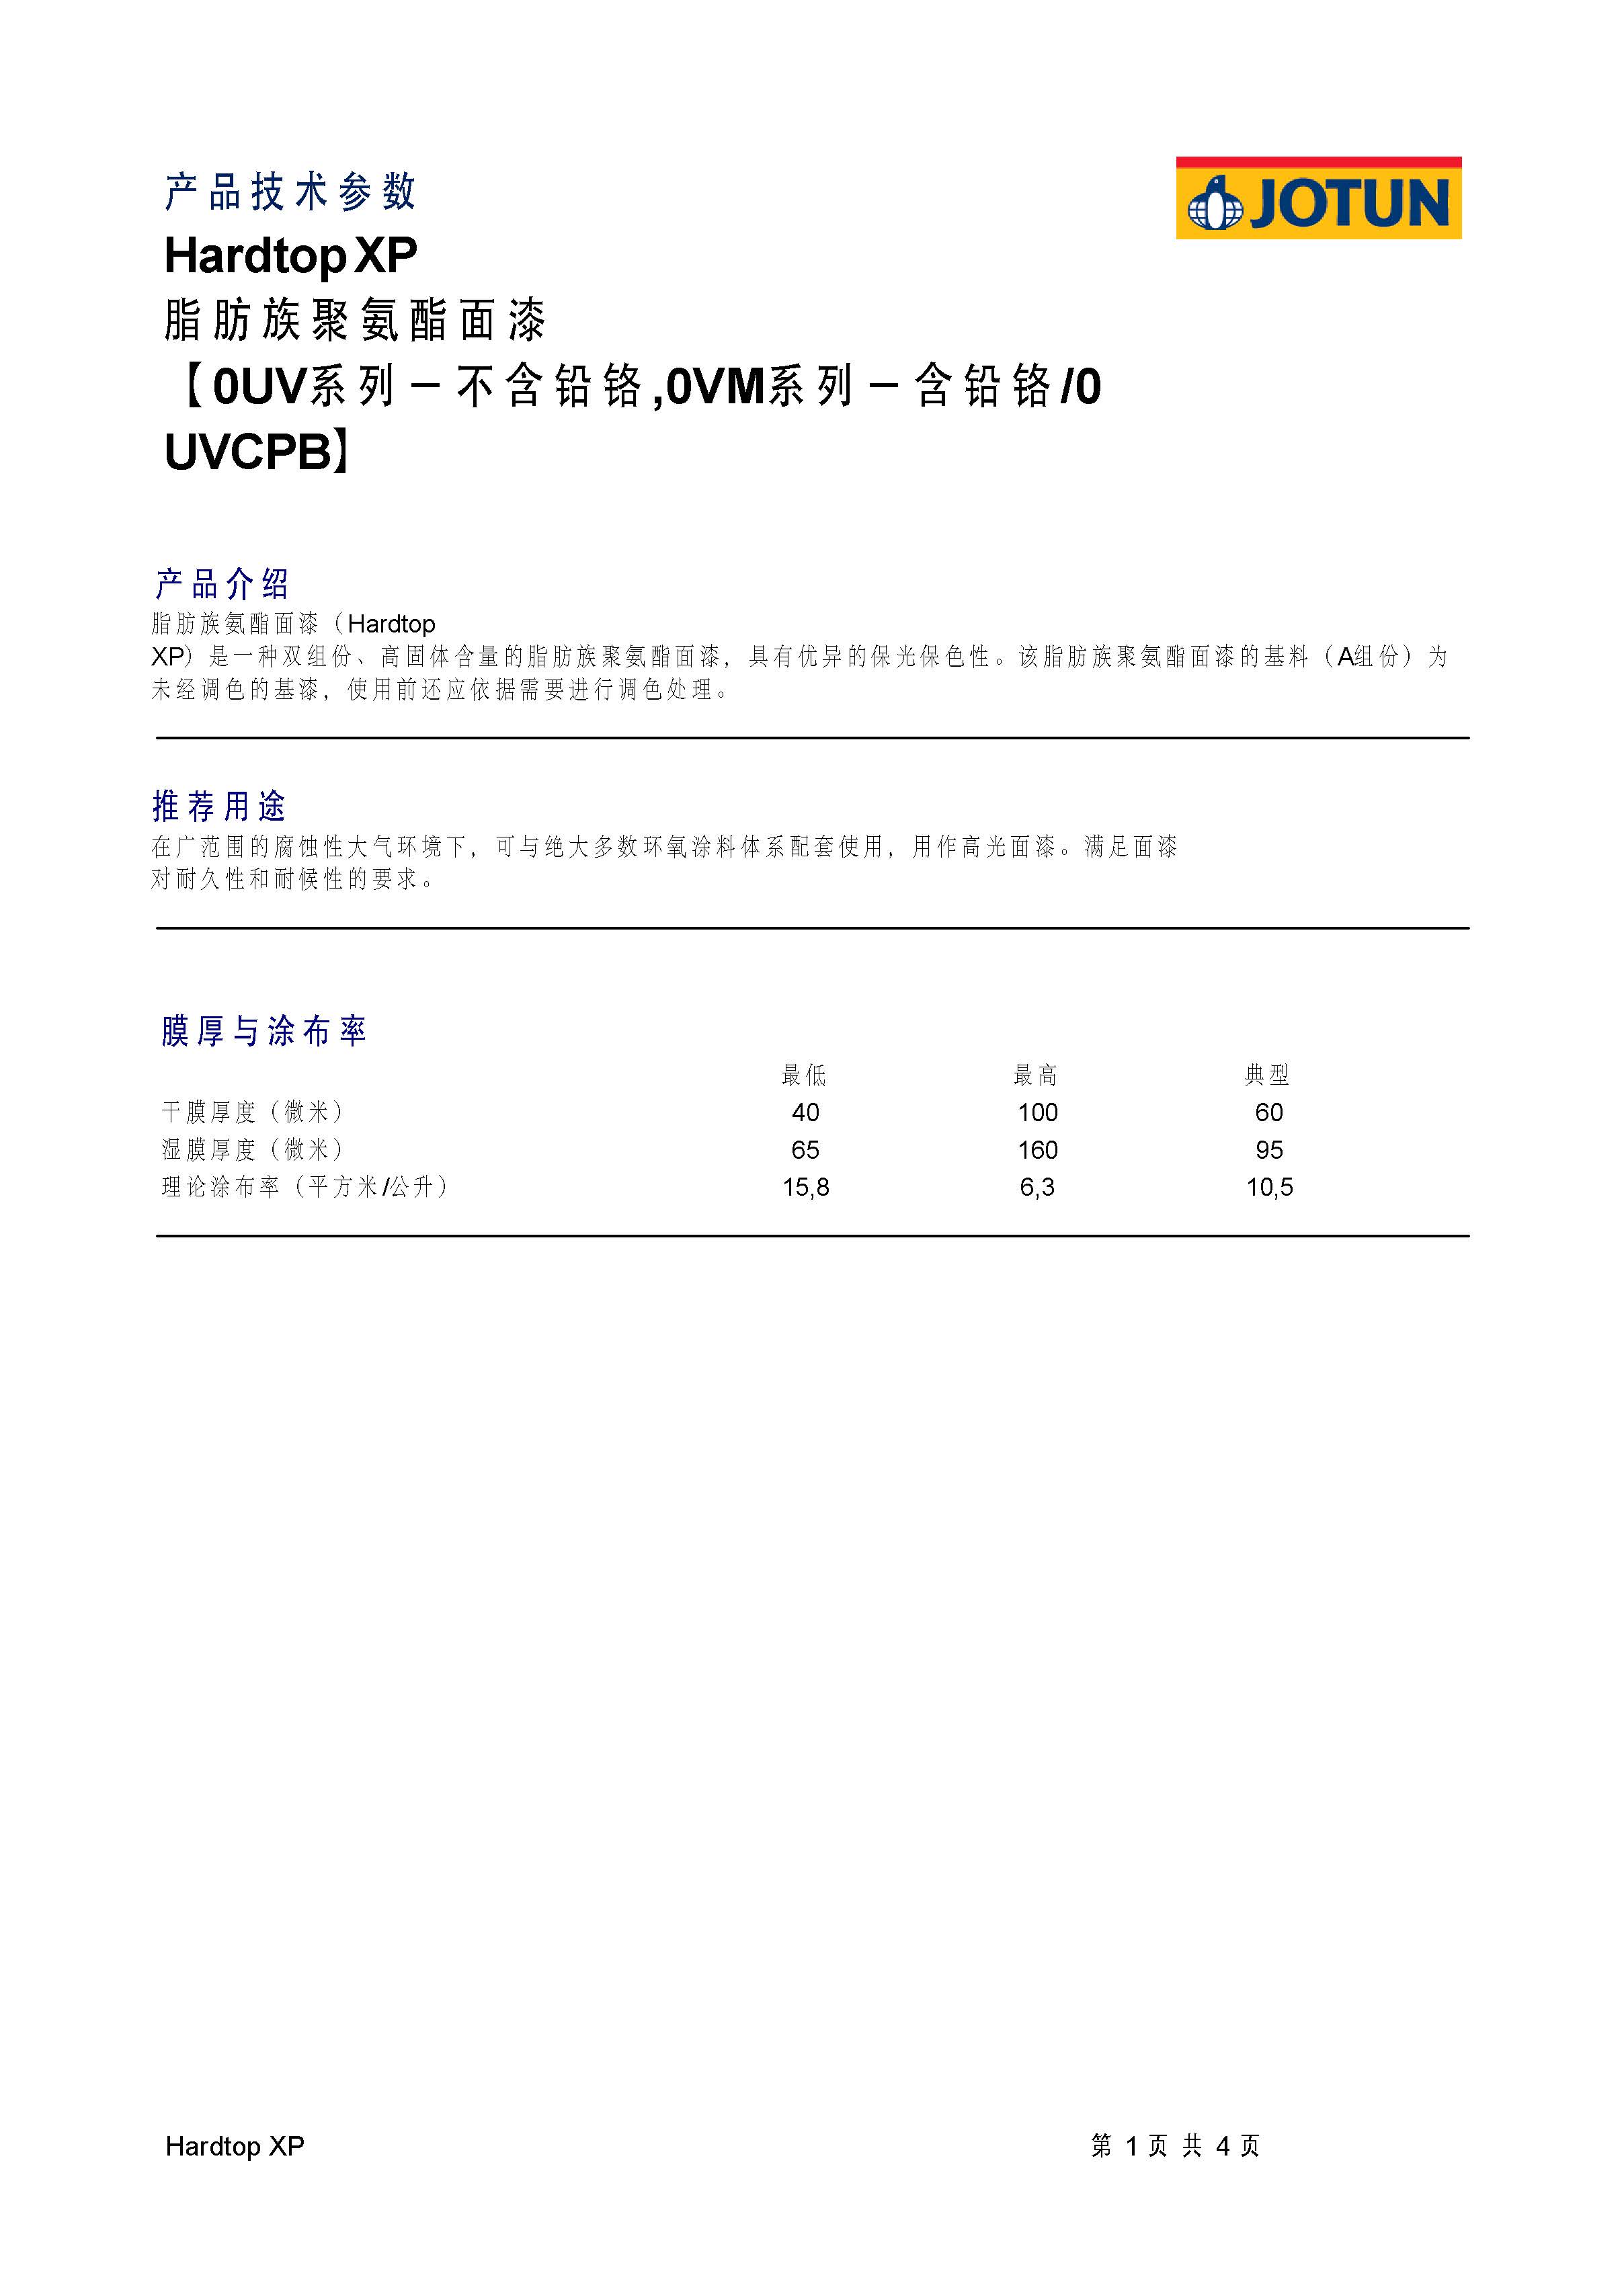 产品技术参数
JOTUN
Hardtop XP
脂肪族聚氨酯面漆
【0UV系列－不含铅铬,0VM系列－含铅铬/0
UVCPB】
产品介绍
脂肪族氨酯面漆（Hardtop
XP）是一种双组份、高固体含量的脂肪族聚氨酯面漆，具有优异的保光保色性。该脂肪族聚氨酯面漆的基料（A组份）为
未经调色的基漆，使用前还应依据需要进行调色处理。
推荐用途
在广范围的腐蚀性大气环境下，可与绝大多数环氧涂料体系配套使用，用作高光面漆。满足面漆
对耐久性和耐候性的要求。
膜厚与涂布率
最低 最高 典型
干膜厚度（微米） 40 100 60
湿膜厚度（微米） 65 160 95
理论涂布率（平方米/公升） 15,8 6,3 10,5
Hardtop XP 第 1 页 共 4 页